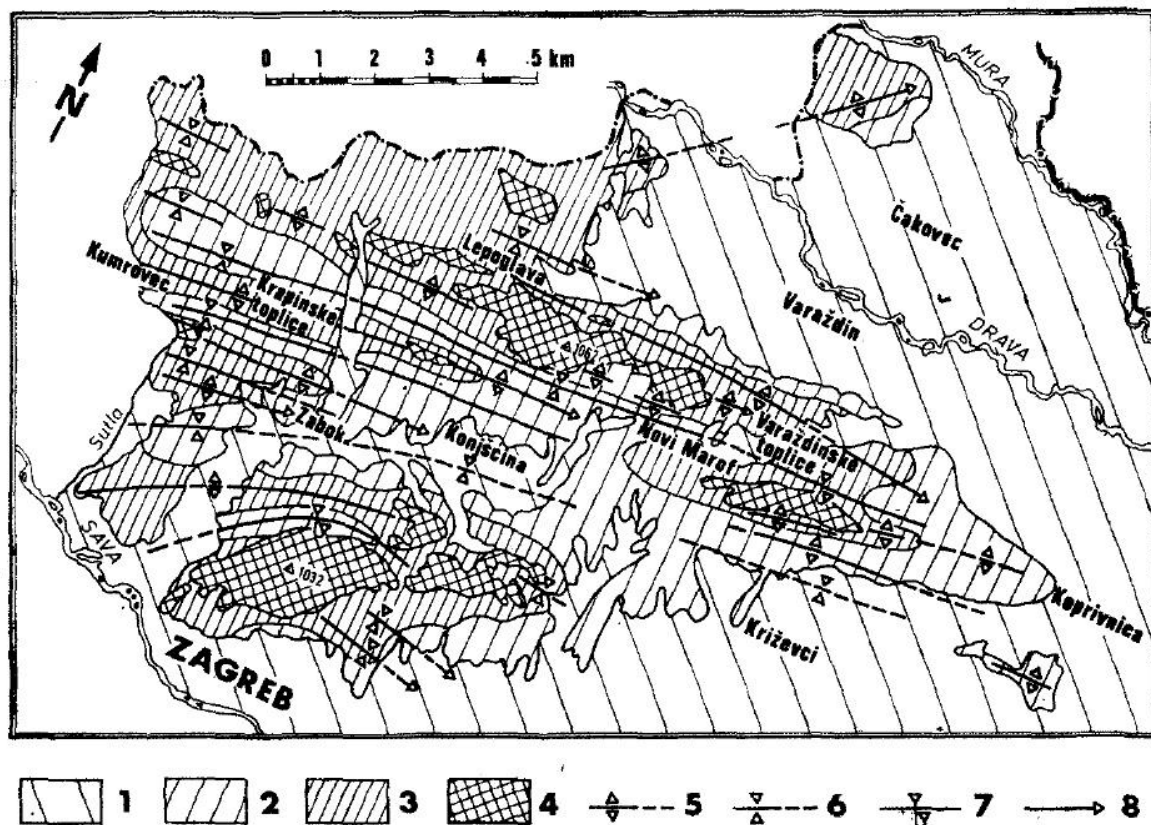 N
0 1 2 3 4 5 km
MURA
Čakovec
Varaždin
DRAVA
Lepoglava
Kumrovec
Krapinske
toplice
1062
Sutla
Zabok
Konjščina
Novi Marof
Varaždinske
toplice
SAVA
1032
ZAGREB
Križevci
Koprivnica
1 2 3 4 5 6 7 8